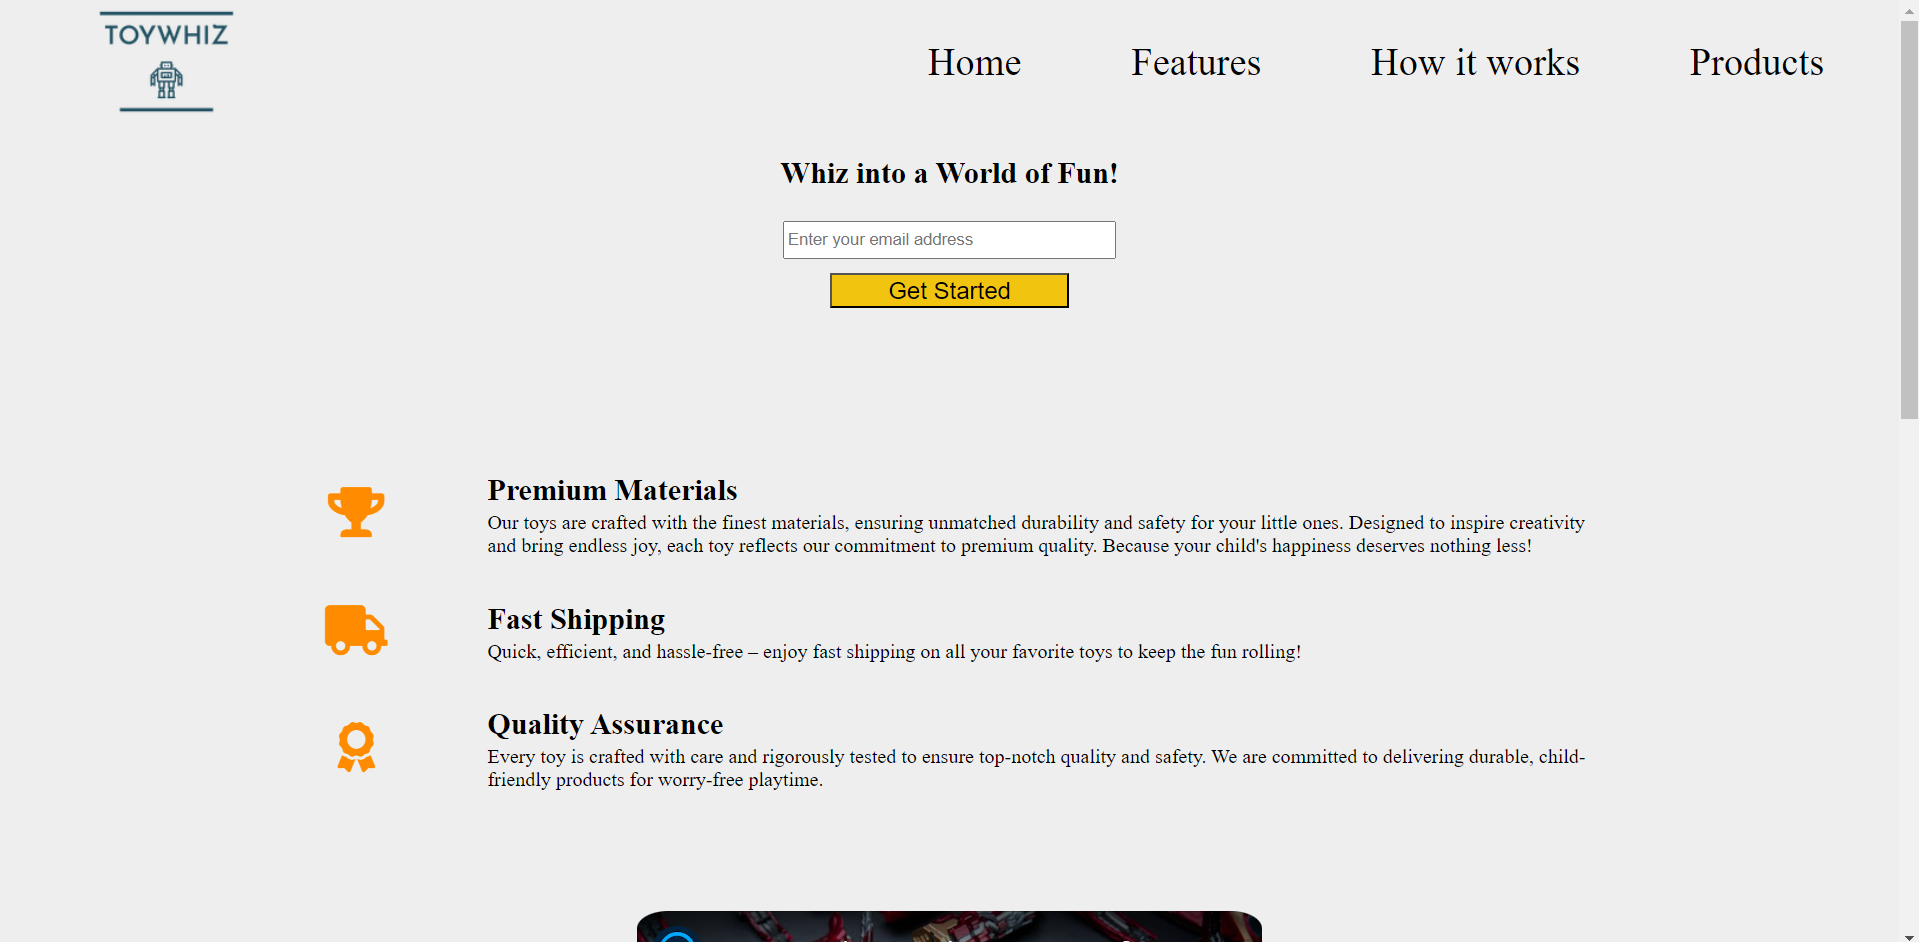 TOYWHIZ
Home Features How it works Products
Whiz into a World of Fun!
Enter your email address
Get Started
Premium Materials
Our toys are crafted with the finest materials, ensuring unmatched durability and safety for your little ones. Designed to inspire creativity
and bring endless joy, each toy reflects our commitment to premium quality. Because your child's happiness deserves nothing less!
Fast Shipping
Quick, efficient, and hassle-free – enjoy fast shipping on all your favorite toys to keep the fun rolling!
Quality Assurance
Every toy is crafted with care and rigorously tested to ensure top-notch quality and safety. We are committed to delivering durable, child-
friendly products for worry-free playtime.